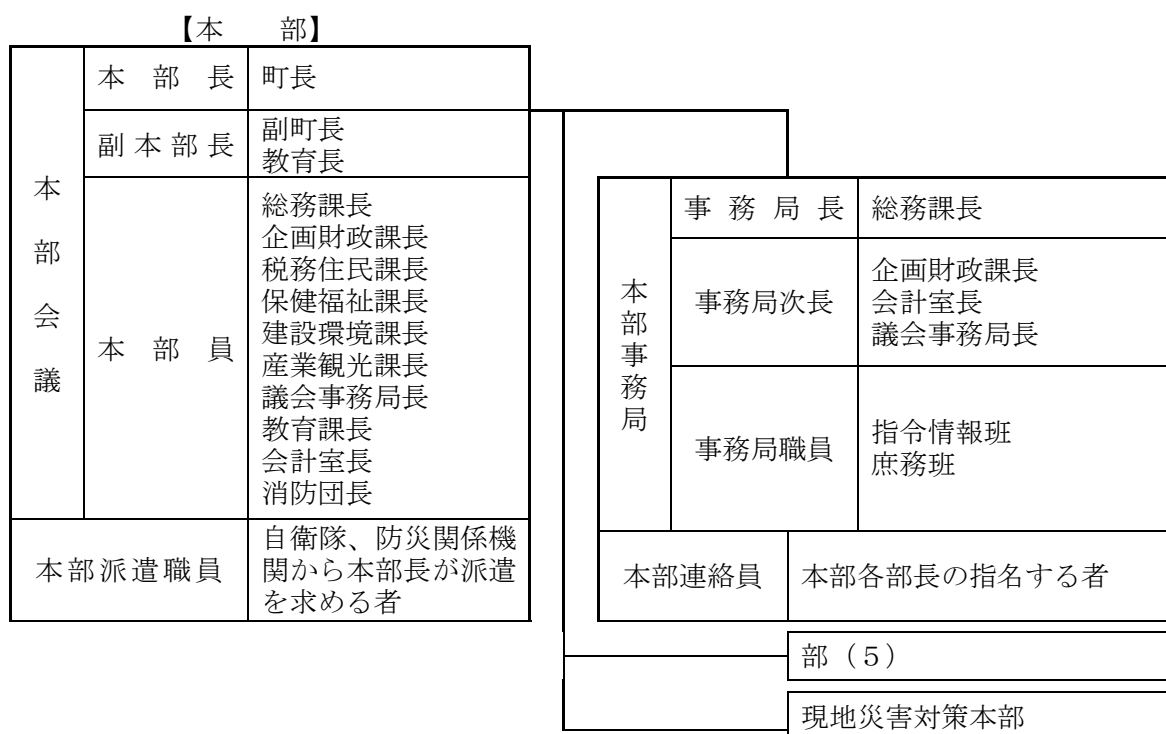 【本　　部】
本部会議
本　部　長
町長
副本部長
副町長
教育長
本　部　員
総務課長
企画財政課長
税務住民課長
保健福祉課長
建設環境課長
産業観光課長
議会事務局長
教育課長
会計室長
消防団長
本部派遣職員
自衛隊、防災関係機
関から本部長が派遣
を求める者
本部事務局
事　務　局　長
総務課長
事務局次長
企画財政課長
会計室長
議会事務局長
事務局職員
指令情報班
庶務班
本部連絡員
本部各部長の指名する者
部（５）
現地災害対策本部